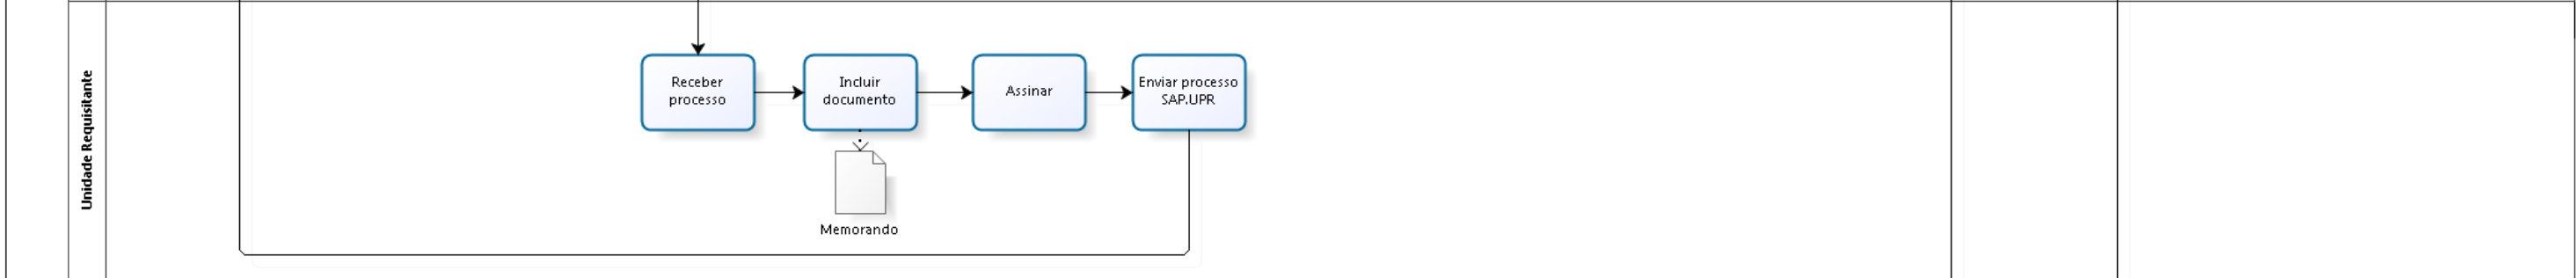 Unidade Requisitante
Receber
processo
Incluir
documento
Assinar
Enviar processo
SAP.UPR
Memorando